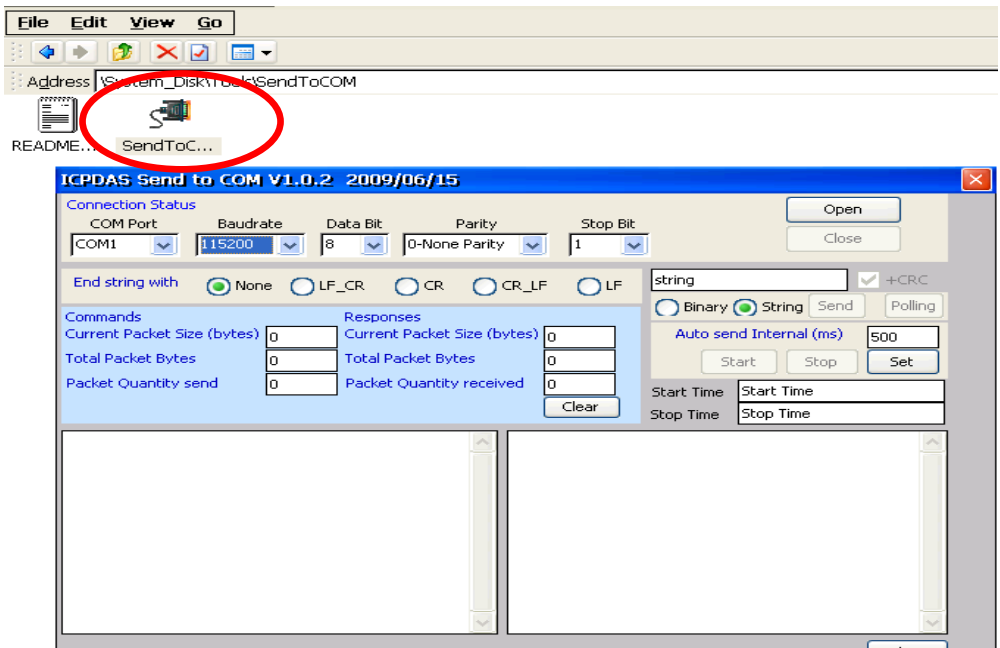 File Edit View Go
Address \System_Disk\Tools\SendToCOM
README... SendToC...
ICPDAS Send to COM V1.0.2 2009/06/15
Connection Status
COM Port Baudrate Data Bit Parity Stop Bit
Open
COM1 115200 8 0-None Parity 1
Close
End string with None LF_CR CR CR_LF LF
string +CRC
Binary String Send Polling
Commands Responses
Current Packet Size (bytes) 0 Current Packet Size (bytes) 0
Auto send Internal (ms) 500
Total Packet Bytes 0 Total Packet Bytes 0
Start Stop Set
Packet Quantity send 0 Packet Quantity received 0
Start Time Start Time
Clear
Stop Time Stop Time